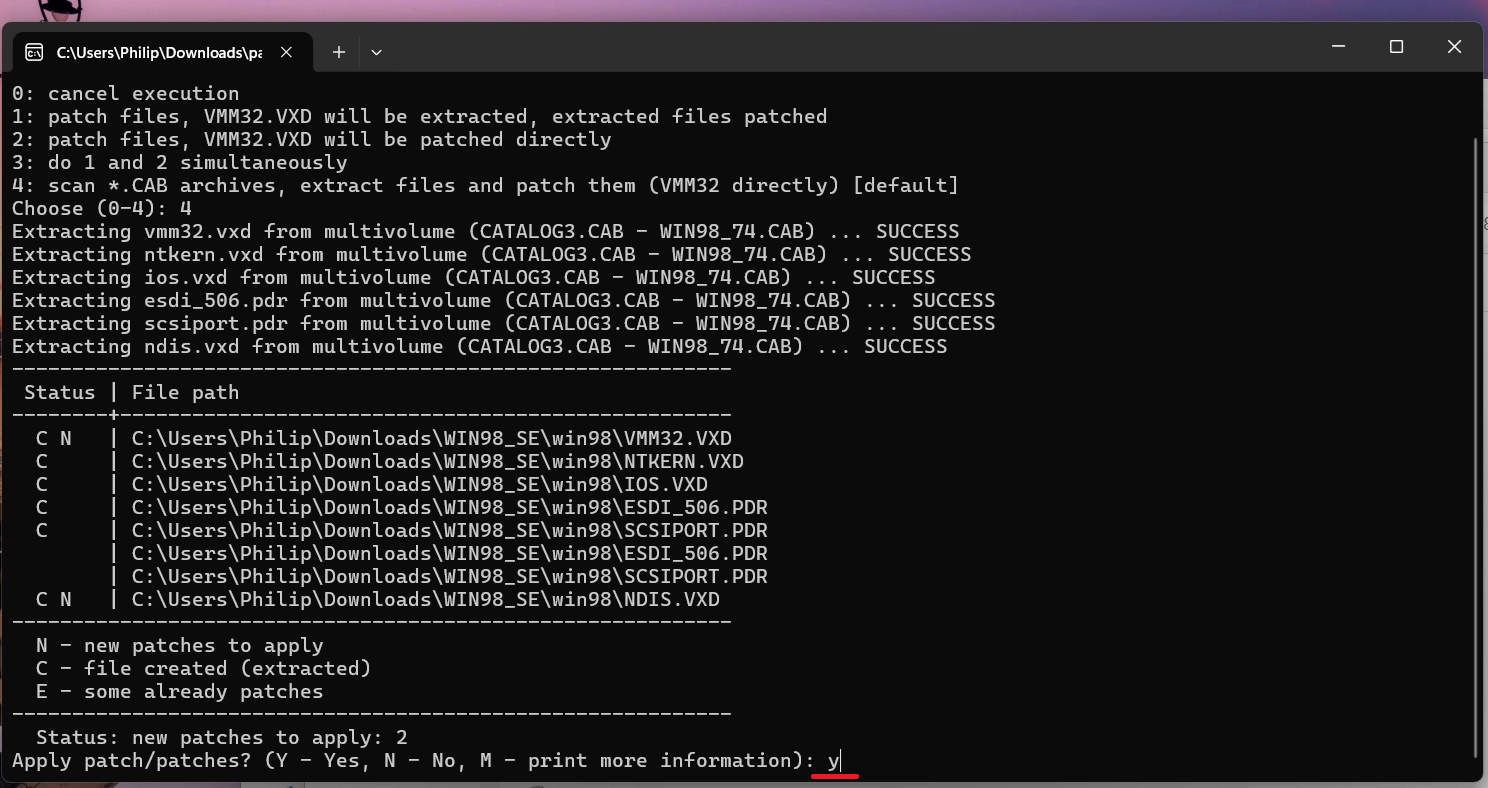 C:\Users\Philip\Downloads\pa
0: cancel execution
1: patch files, VMM32.VXD will be extracted, extracted files patched
2: patch files, VMM32.VXD will be patched directly
3: do 1 and 2 simultaneously
4: scan *.CAB archives, extract files and patch them (VMM32 directly) [default]
Choose (0-4): 4
Extracting vmm32.vxd from multivolume (CATALOG3.CAB - WIN98_74.CAB) ... SUCCESS
Extracting ntkern.vxd from multivolume (CATALOG3.CAB - WIN98_74.CAB) ... SUCCESS
Extracting ios.vxd from multivolume (CATALOG3.CAB - WIN98_74.CAB) ... SUCCESS
Extracting esdi_506.pdr from multivolume (CATALOG3.CAB - WIN98_74.CAB) ... SUCCESS
Extracting scsiport.pdr from multivolume (CATALOG3.CAB - WIN98_74.CAB) ... SUCCESS
Extracting ndis.vxd from multivolume (CATALOG3.CAB - WIN98_74.CAB) ... SUCCESS
------------------------------------------------------------
 Status | File path
--------+---------------------------------------------------
  C N   | C:\Users\Philip\Downloads\WIN98_SE\win98\VMM32.VXD
  C     | C:\Users\Philip\Downloads\WIN98_SE\win98\NTKERN.VXD
  C     | C:\Users\Philip\Downloads\WIN98_SE\win98\IOS.VXD
  C     | C:\Users\Philip\Downloads\WIN98_SE\win98\ESDI_506.PDR
  C     | C:\Users\Philip\Downloads\WIN98_SE\win98\SCSIPORT.PDR
        | C:\Users\Philip\Downloads\WIN98_SE\win98\ESDI_506.PDR
        | C:\Users\Philip\Downloads\WIN98_SE\win98\SCSIPORT.PDR
  C N   | C:\Users\Philip\Downloads\WIN98_SE\win98\NDIS.VXD
------------------------------------------------------------
  N - new patches to apply
  C - file created (extracted)
  E - some already patches
------------------------------------------------------------
  Status: new patches to apply: 2
Apply patch/patches? (Y - Yes, N - No, M - print more information): y